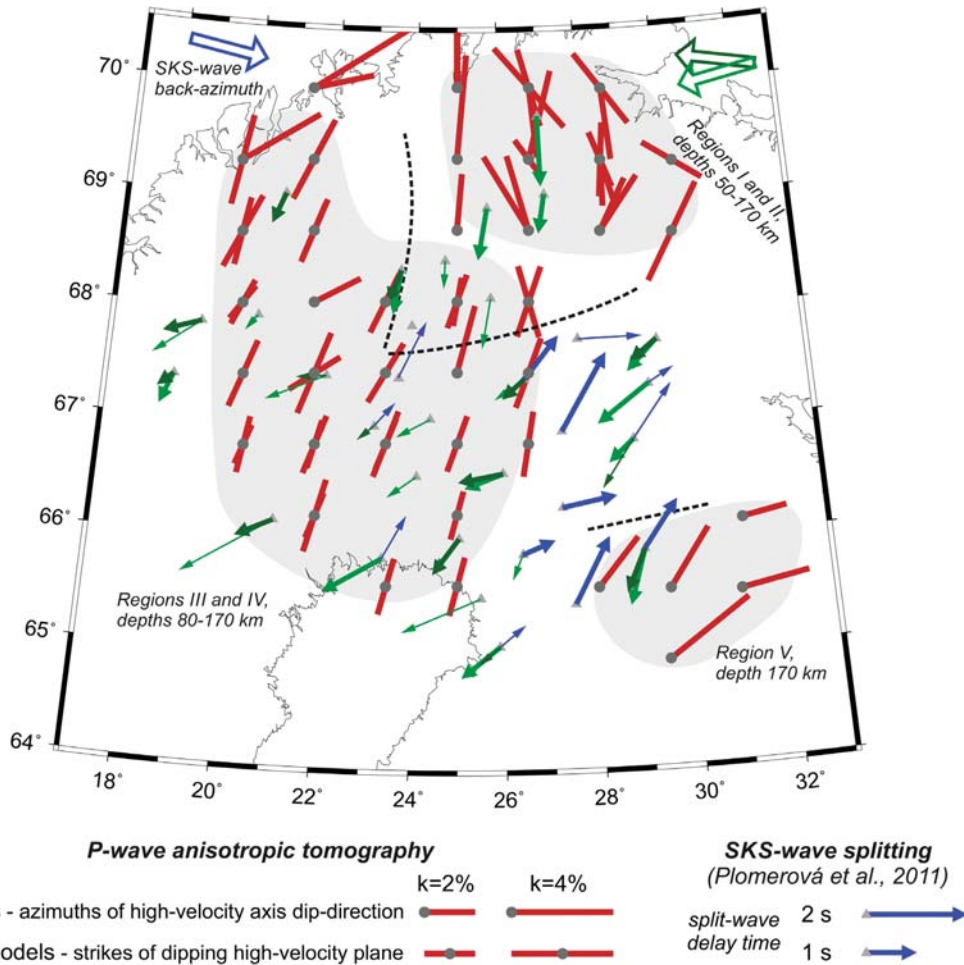 70˚
69˚
68˚
67˚
66˚
65˚
64˚
SKS-wave
back-azimuth
Regions I and II,
depths 50-170 km
Regions III and IV,
depths 80-170 km
Region V,
depth 170 km
18˚ 20˚ 22˚ 24˚ 26˚ 28˚ 30˚ 32˚
P-wave anisotropic tomography
k=2% k=4%
- azimuths of high-velocity axis dip-direction
models - strikes of dipping high-velocity plane
SKS-wave splitting
(Plomerová et al., 2011)
split-wave
delay time
2 s
1 s